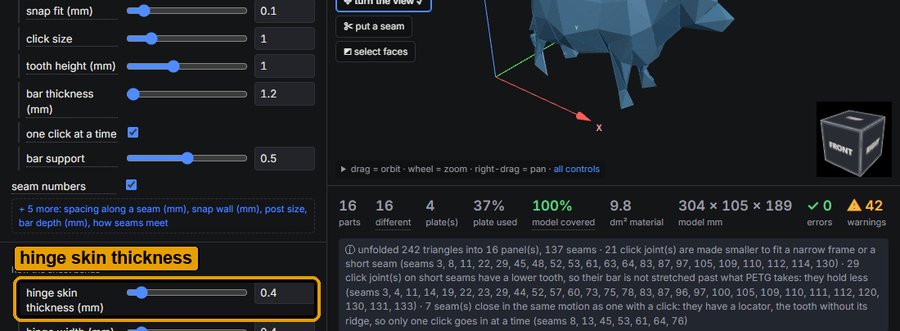 snap fit (mm) 0.1
click size 1
tooth height (mm) 1
bar thickness (mm) 1.2
one click at a time
bar support 0.5
seam numbers
+ 5 more: spacing along a seam (mm), snap wall (mm), post size,
bar depth (mm), how seams meet
hinge skin thickness
hinge skin thickness (mm) 0.4
hinge width (mm) 0.4
turn the view ✓
✂ put a seam
◩ select faces
Y
X
FRONT
▶ drag = orbit · wheel = zoom · right-drag = pan · all controls
16 parts
16 different
4 plate(s)
37% plate used
100% model covered
9.8 dm² material
304 × 105 × 189 model mm
✓ 0 errors
⚠ 42 warnings
ⓘ unfolded 242 triangles into 16 panel(s), 137 seams · 21 click joint(s) are made smaller to fit a narrow frame or a
short seam (seams 3, 8, 11, 22, 29, 45, 48, 52, 53, 61, 63, 64, 83, 87, 97, 105, 109, 110, 112, 114, 130) · 29
click joint(s) on short seams have a lower tooth, so their bar is not stretched past what PETG takes: they hold less
(seams 3, 4, 11, 14, 19, 22, 23, 29, 44, 52, 57, 60, 73, 75, 78, 83, 87, 96, 97, 100, 105, 109, 110, 111, 112, 120,
130, 131, 133) · 7 seam(s) close in the same motion as one with a click: they have a locator, the tooth without its
ridge, so only one click goes in at a time (seams 8, 13, 45, 53, 61, 64, 76)